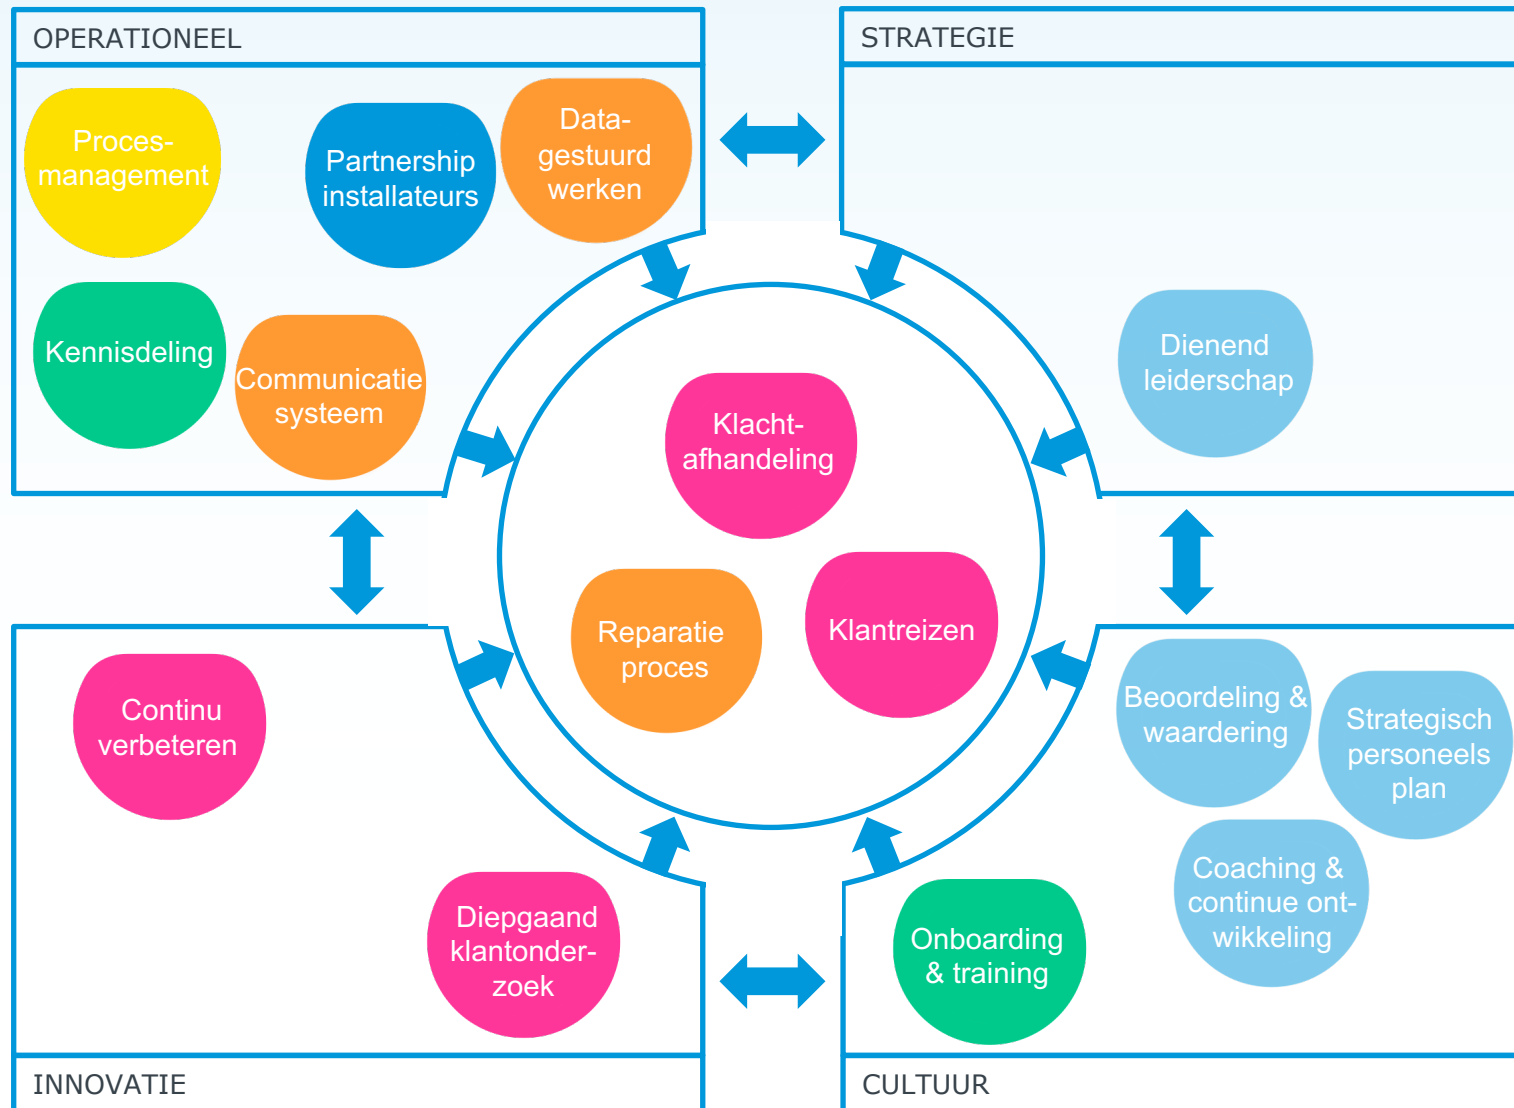 OPERATIONEEL
Proces-
management
Partnership
installateurs
Data-
gestuurd
werken
Kennisdeling
Communicatie
systeem
STRATEGIE
Dienend
leiderschap
Klacht-
afhandeling
Reparatie
proces
Klantreizen
Continu
verbeteren
Diepgaand
klantonder-
zoek
INNOVATIE
Beoordeling &
waardering
Strategisch
personeels
plan
Coaching &
continue ont-
wikkeling
Onboarding
& training
CULTUUR